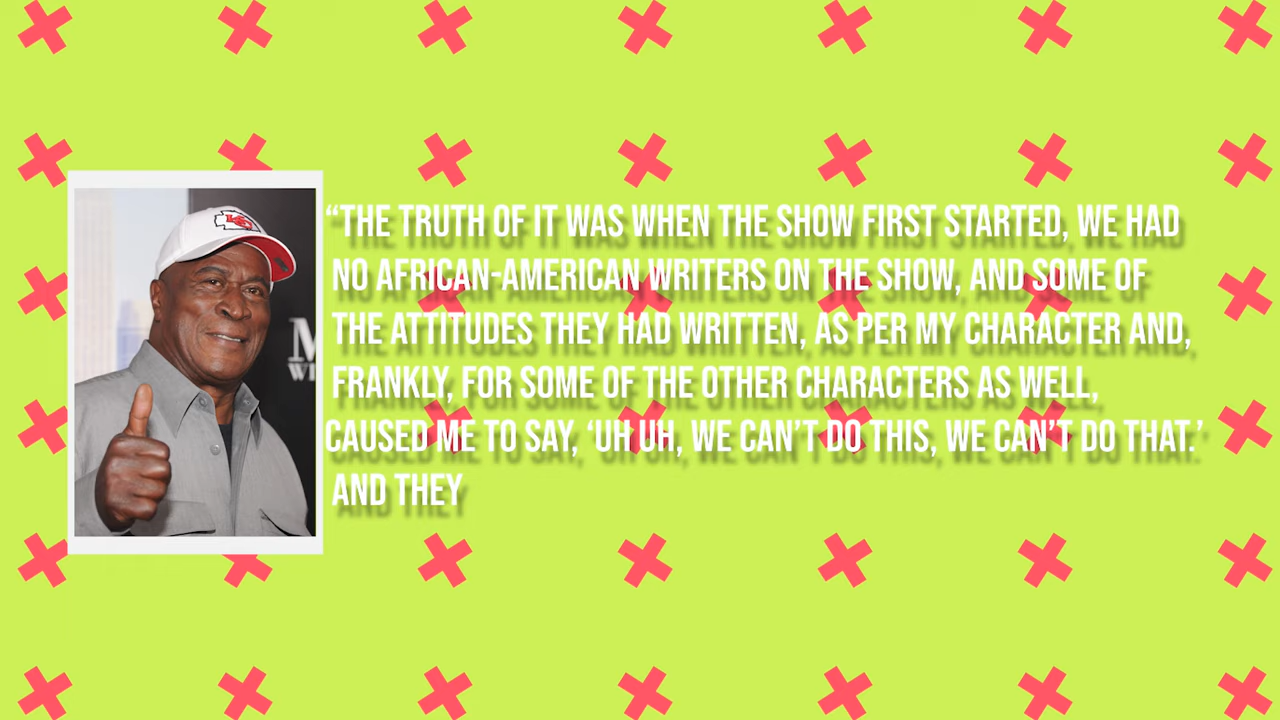 “THE TRUTH OF IT WAS WHEN THE SHOW FIRST STARTED, WE HAD
NO AFRICAN-AMERICAN WRITERS ON THE SHOW, AND SOME OF
THE ATTITUDES THEY HAD WRITTEN, AS PER MY CHARACTER AND,
FRANKLY, FOR SOME OF THE OTHER CHARACTERS AS WELL,
CAUSED ME TO SAY, ‘UH UH, WE CAN’T DO THIS, WE CAN’T DO THAT.’
AND THEY
KC